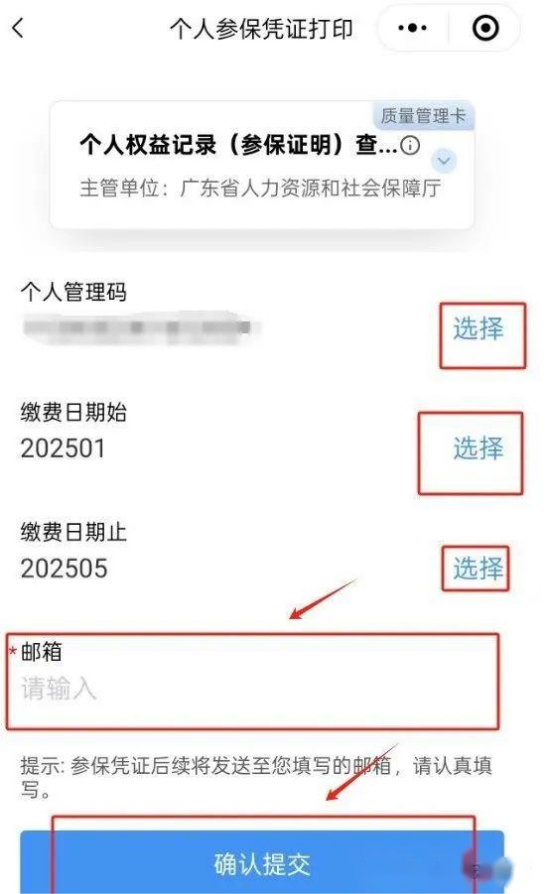 个人参保凭证打印
质量管理卡
个人权益记录（参保证明）查...
主管单位：广东省人力资源和社会保障厅
个人管理码
选择
缴费日期始
202501
选择
缴费日期止
202505
选择
*邮箱
请输入
提示: 参保凭证后续将发送至您填写的邮箱，请认真填
写。
确认提交